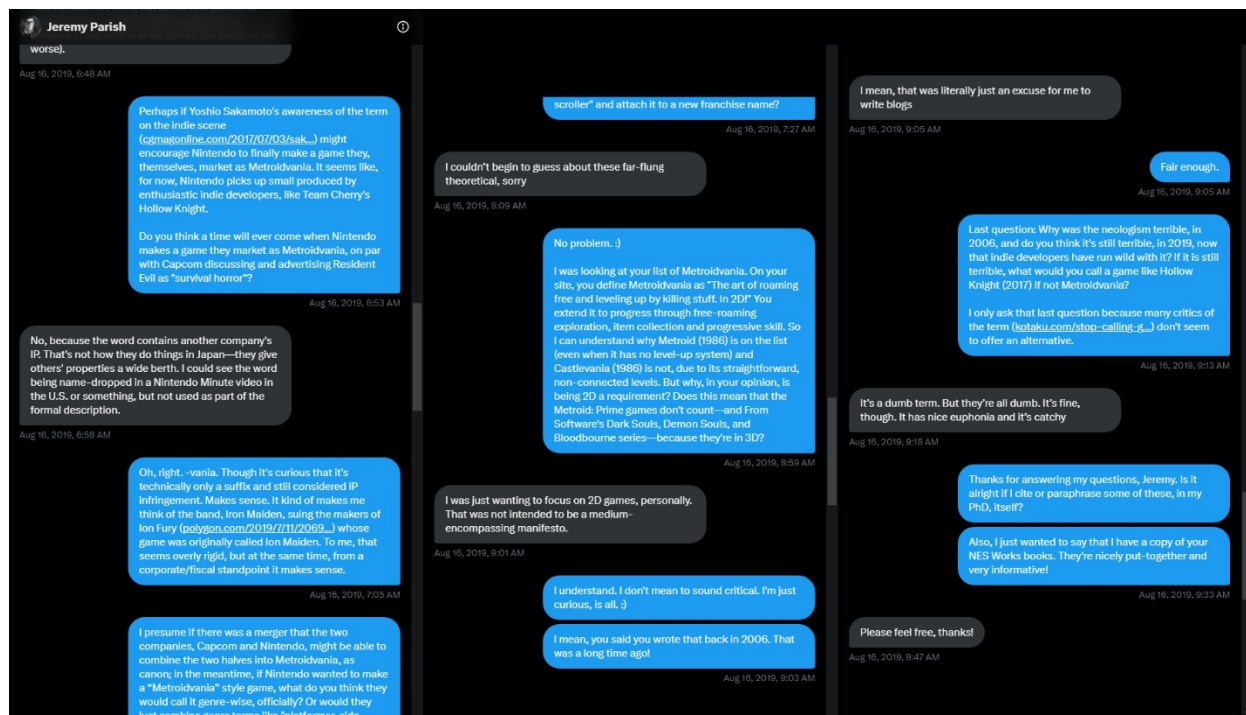 Jeremy Parish
worse).
Aug 16, 2019, 6:48 AM
Perhaps if Yoshio Sakamoto's awareness of the term
on the indie scene
(cgmagonline.com/2017/07/03/sak...) might
encourage Nintendo to finally make a game they,
themselves, market as Metroidvania. It seems like,
for now, Nintendo picks up small produced by
enthusiastic indie developers, like Team Cherry's
Hollow Knight.
Do you think a time will ever come when Nintendo
makes a game they market as Metroidvania, on par
with Capcom discussing and advertising Resident
Evil as "survival horror"?
Aug 16, 2019, 6:53 AM
No, because the word contains another company's
IP. That's not how they do things in Japan—they give
others' properties a wide berth. I could see the word
being name-dropped in a Nintendo Minute video in
the U.S. or something, but not used as part of the
formal description.
Aug 16, 2019, 6:58 AM
Oh, right. -vania. Though it's curious that it's
technically only a suffix and still considered IP
infringement. Makes sense. It kind of makes me
think of the band, Iron Maiden, suing the makers of
Ion Fury (polygon.com/2019/7/11/2069...) whose
game was originally called Ion Maiden. To me, that
seems overly rigid, but at the same time, from a
corporate/fiscal standpoint it makes sense.
Aug 16, 2019, 7:05 AM
I presume if there was a merger that the two
companies, Capcom and Nintendo, might be able to
combine the two halves into Metroidvania, as
canon; in the meantime, if Nintendo wanted to make
a "Metroidvania" style game, what do you think they
would call it genre-wise, officially? Or would they
just combine genre terms like "platformer, side
scroller" and attach it to a new franchise name?
Aug 16, 2019, 7:27 AM
I couldn't begin to guess about these far-flung
theoretical, sorry
Aug 16, 2019, 8:09 AM
No problem. :)
I was looking at your list of Metroidvania. On your
site, you define Metroidvania as "The art of roaming
free and leveling up by killing stuff. In 2D!" You
extend it to progress through free-roaming
exploration, item collection and progressive skill. So
I can understand why Metroid (1986) is on the list
(even when it has no level-up system) and
Castlevania (1986) is not, due to its straightforward,
non-connected levels. But why, in your opinion, is
being 2D a requirement? Does this mean that the
Metroid: Prime games don't count—and From
Software's Dark Souls, Demon Souls, and
Bloodbourne series—because they're in 3D?
Aug 16, 2019, 8:59 AM
I was just wanting to focus on 2D games, personally.
That was not intended to be a medium-
encompassing manifesto.
Aug 16, 2019, 9:01 AM
I understand. I don't mean to sound critical. I'm just
curious, is all. :)
I mean, you said you wrote that back in 2006. That
was a long time ago!
Aug 16, 2019, 9:03 AM
I mean, that was literally just an excuse for me to
write blogs
Aug 16, 2019, 9:05 AM
Fair enough.
Aug 16, 2019, 9:05 AM
Last question: Why was the neologism terrible, in
2006, and do you think it's still terrible, in 2019, now
that indie developers have run wild with it? If it is still
terrible, what would you call a game like Hollow
Knight (2017) if not Metroidvania?
I only ask that last question because many critics of
the term (kotaku.com/stop-calling-g...) don't seem
to offer an alternative.
Aug 16, 2019, 9:13 AM
It's a dumb term. But they're all dumb. It's fine,
though. It has nice euphonia and it's catchy
Aug 16, 2019, 9:18 AM
Thanks for answering my questions, Jeremy. Is it
alright if I cite or paraphrase some of these, in my
PhD, itself?
Also, I just wanted to say that I have a copy of your
NES Works books. They're nicely put-together and
very informative!
Aug 16, 2019, 9:33 AM
Please feel free, thanks!
Aug 16, 2019, 9:47 AM